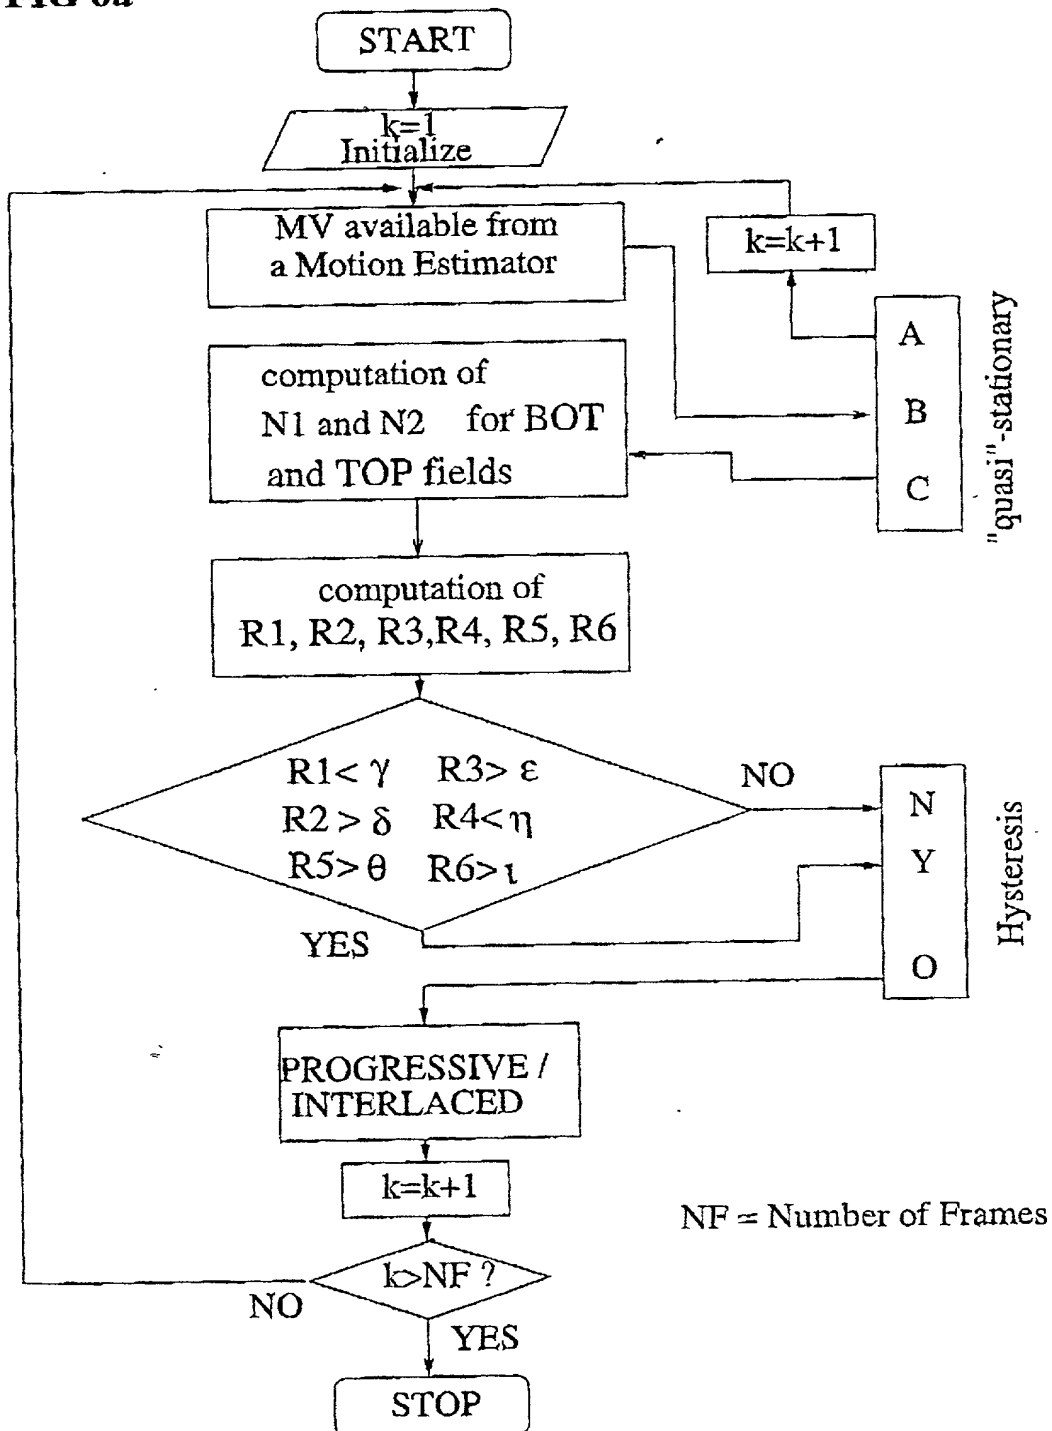 FIG 6a
START
k=1
Initialize
MV available from
a Motion Estimator
k=k+1
A
B
C
"quasi"-stationary
computation of
N1 and N2 for BOT
and TOP fields
computation of
R1, R2, R3,R4, R5, R6
R1< γ R3> ε
R2 > δ R4< η
R5> θ R6> ι
NO
YES
N
Y
O
Hysteresis
PROGRESSIVE /
INTERLACED
k=k+1
NF = Number of Frames
k>NF ?
NO
YES
STOP